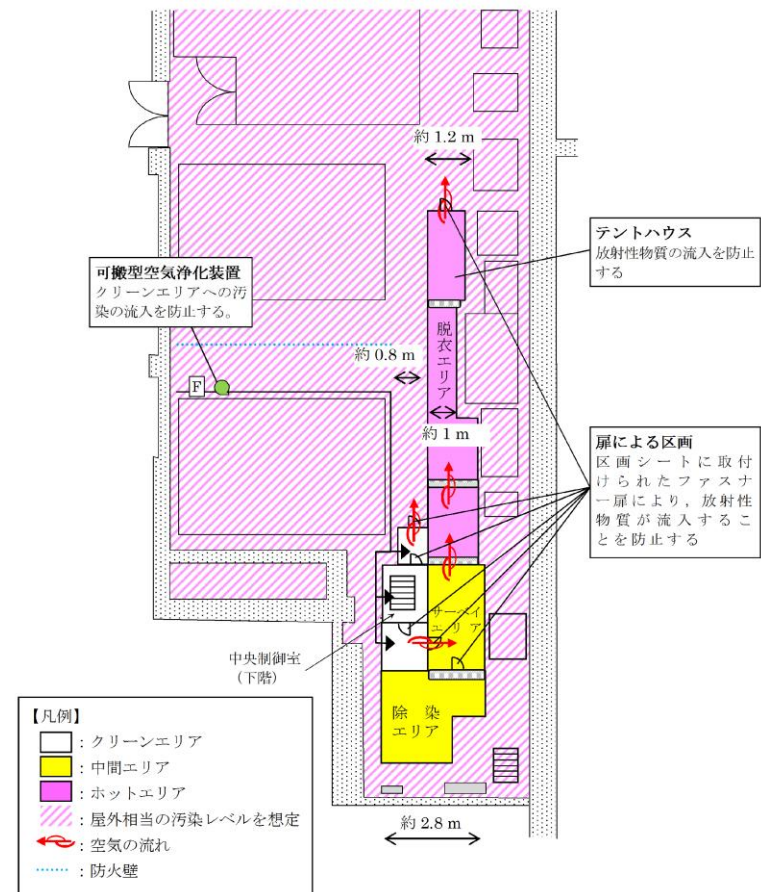 約 1.2 m
テントハウス
放射性物質の流入を防止
する
可搬型空気浄化装置
クリーンエリアへの汚
染の流入を防止する。
脱衣エリア
約 0.8 m
F
約 1 m
扉による区画
区画シートに取付
けられたファスナ
ー扉により，放射性
物質が流入するこ
とを防止する
サーベイ
エリア
中央制御室
（下階）
除 染
エリア
【凡例】
：クリーンエリア
：中間エリア
：ホットエリア
：屋外相当の汚染レベルを想定
：空気の流れ
：防火壁
約 2.8 m